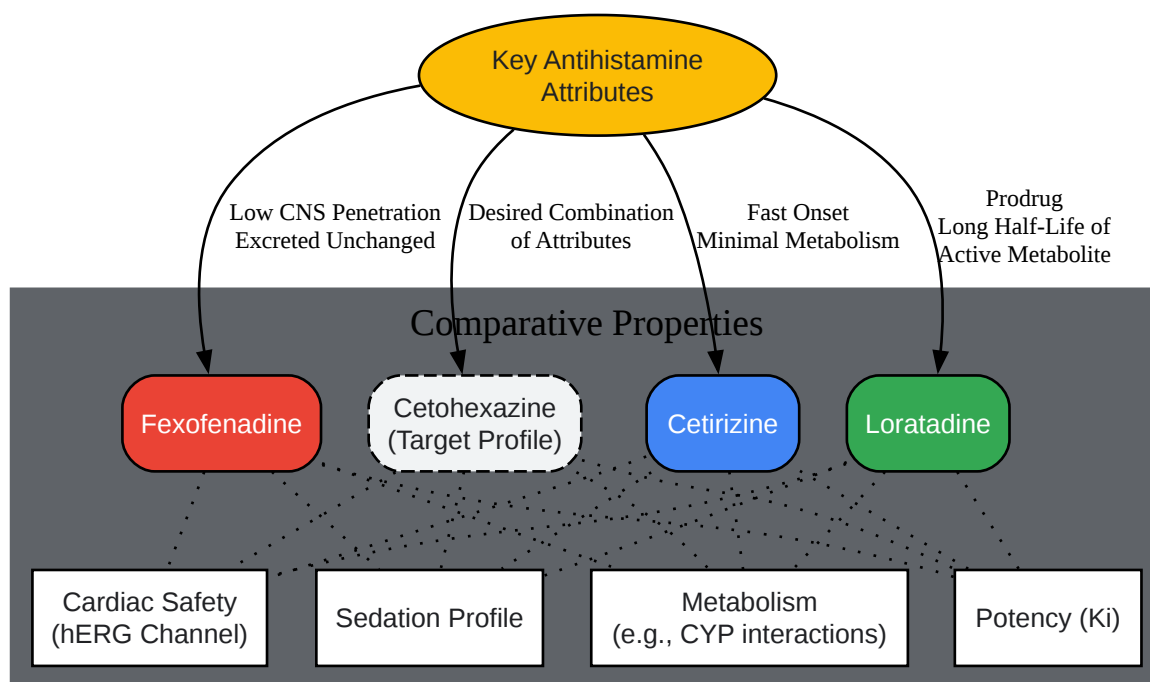 Key Antihistamine
Attributes
Low CNS Penetration
Excreted Unchanged
Desired Combination
of Attributes
Fast Onset
Minimal Metabolism
Prodrug
Long Half-Life of
Active Metabolite
Comparative Properties
Fexofenadine
Cetohexazine
(Target Profile)
Cetirizine
Loratadine
Cardiac Safety
(hERG Channel)
Sedation Profile
Metabolism
(e.g., CYP interactions)
Potency (Ki)